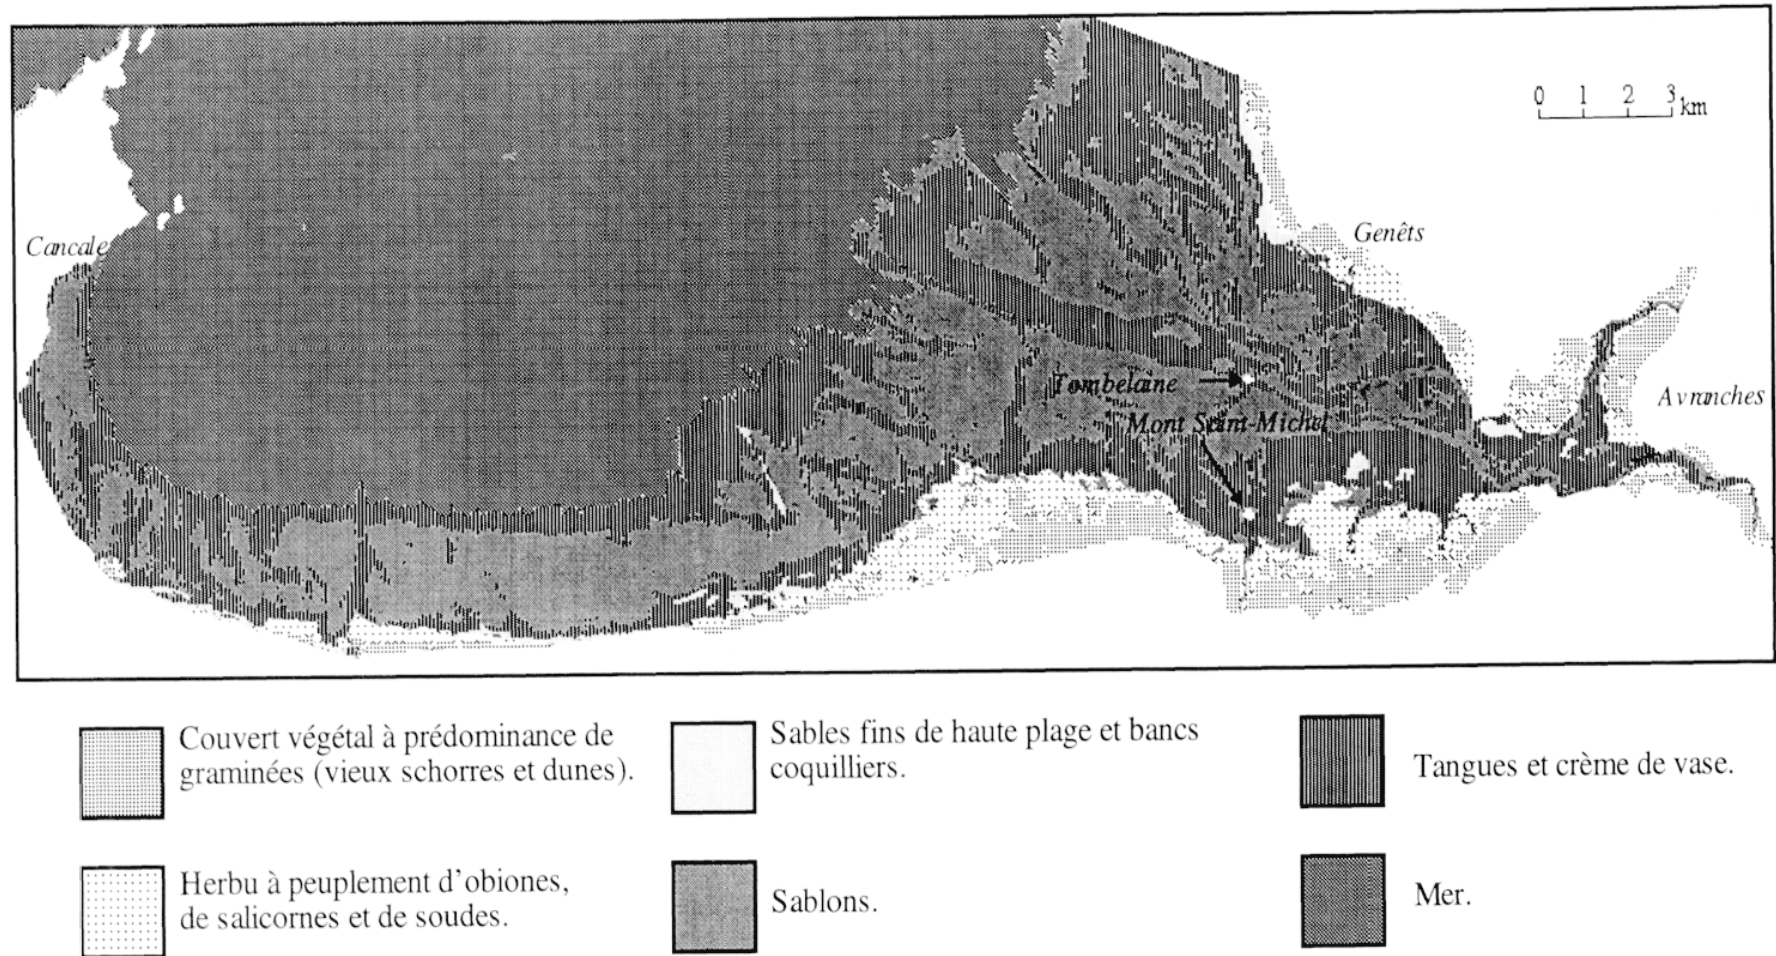 0 1 2 3 km
Cancale
Genêts
Tombelaine
Avranches
Mont Saint-Michel
Couvert végétal à prédominance de
graminées (vieux schorres et dunes).
Sables fins de haute plage et bancs
coquilliers.
Tangues et crème de vase.
Herbu à peuplement d'obiones,
de salicornes et de soudes.
Sablons.
Mer.